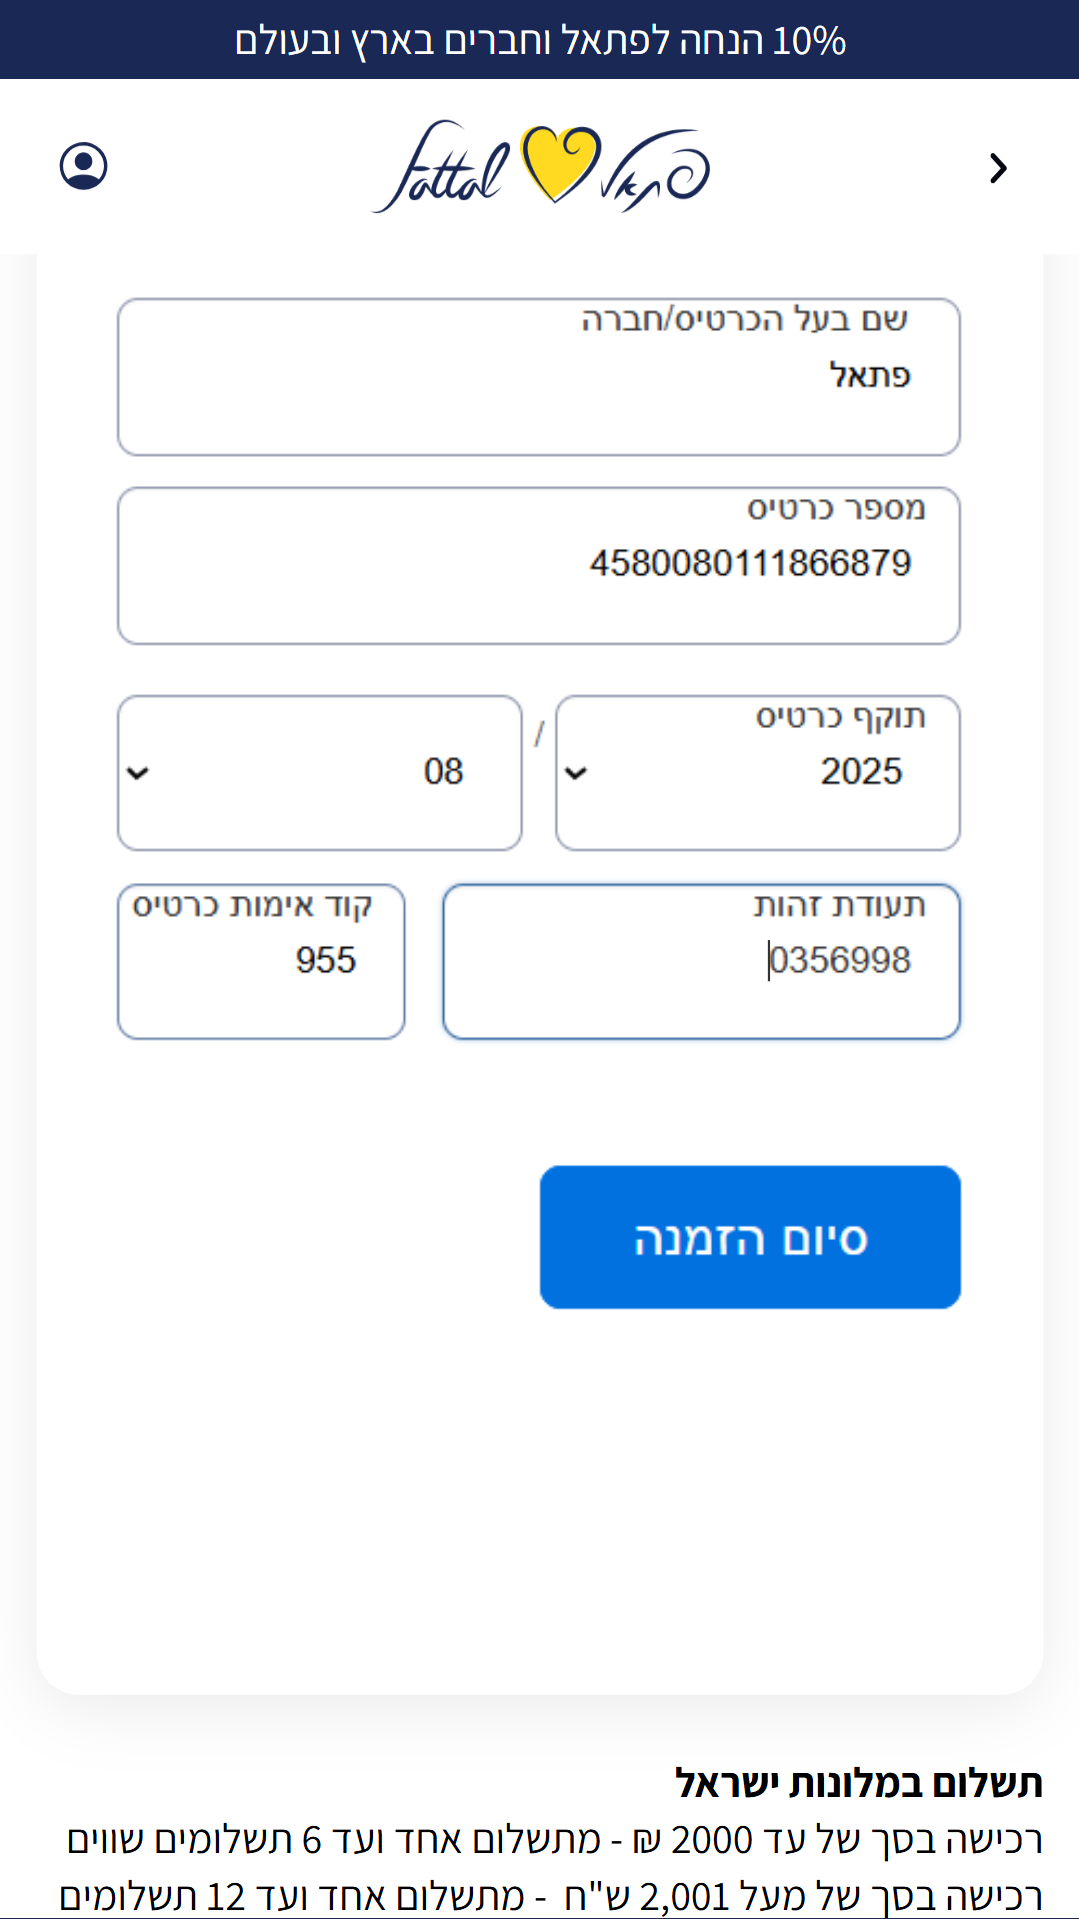 10% הנחה לפתאל וחברים בארץ ובעולם
fattal פתאל
שם בעל הכרטיס/חברה
פתאל
מספר כרטיס
4580080111866879
תוקף כרטיס
2025 / 08
תעודת זהות
0356998
קוד אימות כרטיס
955
סיום הזמנה
תשלום במלונות ישראל
רכישה בסך של עד 2000 ₪ - מתשלום אחד ועד 6 תשלומים שווים
רכישה בסך של מעל 2,001 ש"ח - מתשלום אחד ועד 12 תשלומים